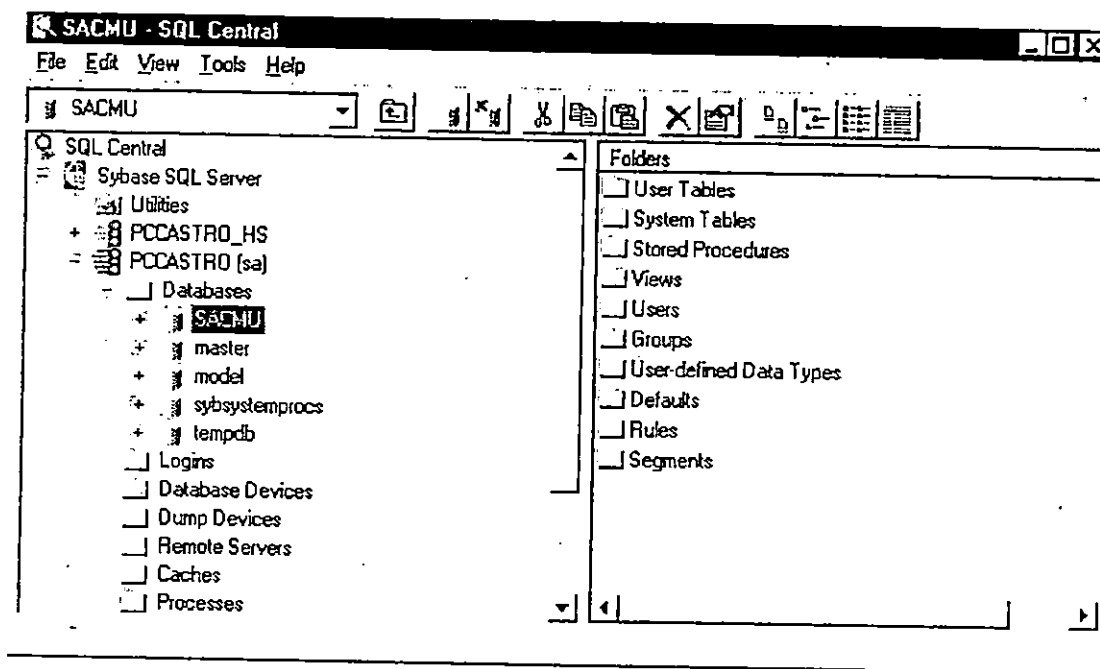 SACMU - SQL Central
File Edit View Tools Help
SACMU
SQL Central
Sybase SQL Server
Utilities
PCCASTRO_HS
PCCASTRO (sa)
Databases
SACMU
master
model
sybsystemprocs
tempdb
Logins
Database Devices
Dump Devices
Remote Servers
Caches
Processes
Folders
User Tables
System Tables
Stored Procedures
Views
Users
Groups
User-defined Data Types
Defaults
Rules
Segments